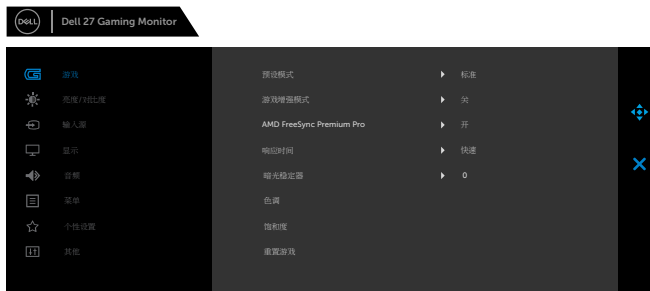 DELL
Dell 27 Gaming Monitor
游戏
预设模式
标准
亮度/对比度
游戏增强模式
关
输入源
AMD FreeSync Premium Pro
开
显示
响应时间
快速
音频
暗光稳定器
0
菜单
色调
个性设置
饱和度
其他
重置游戏